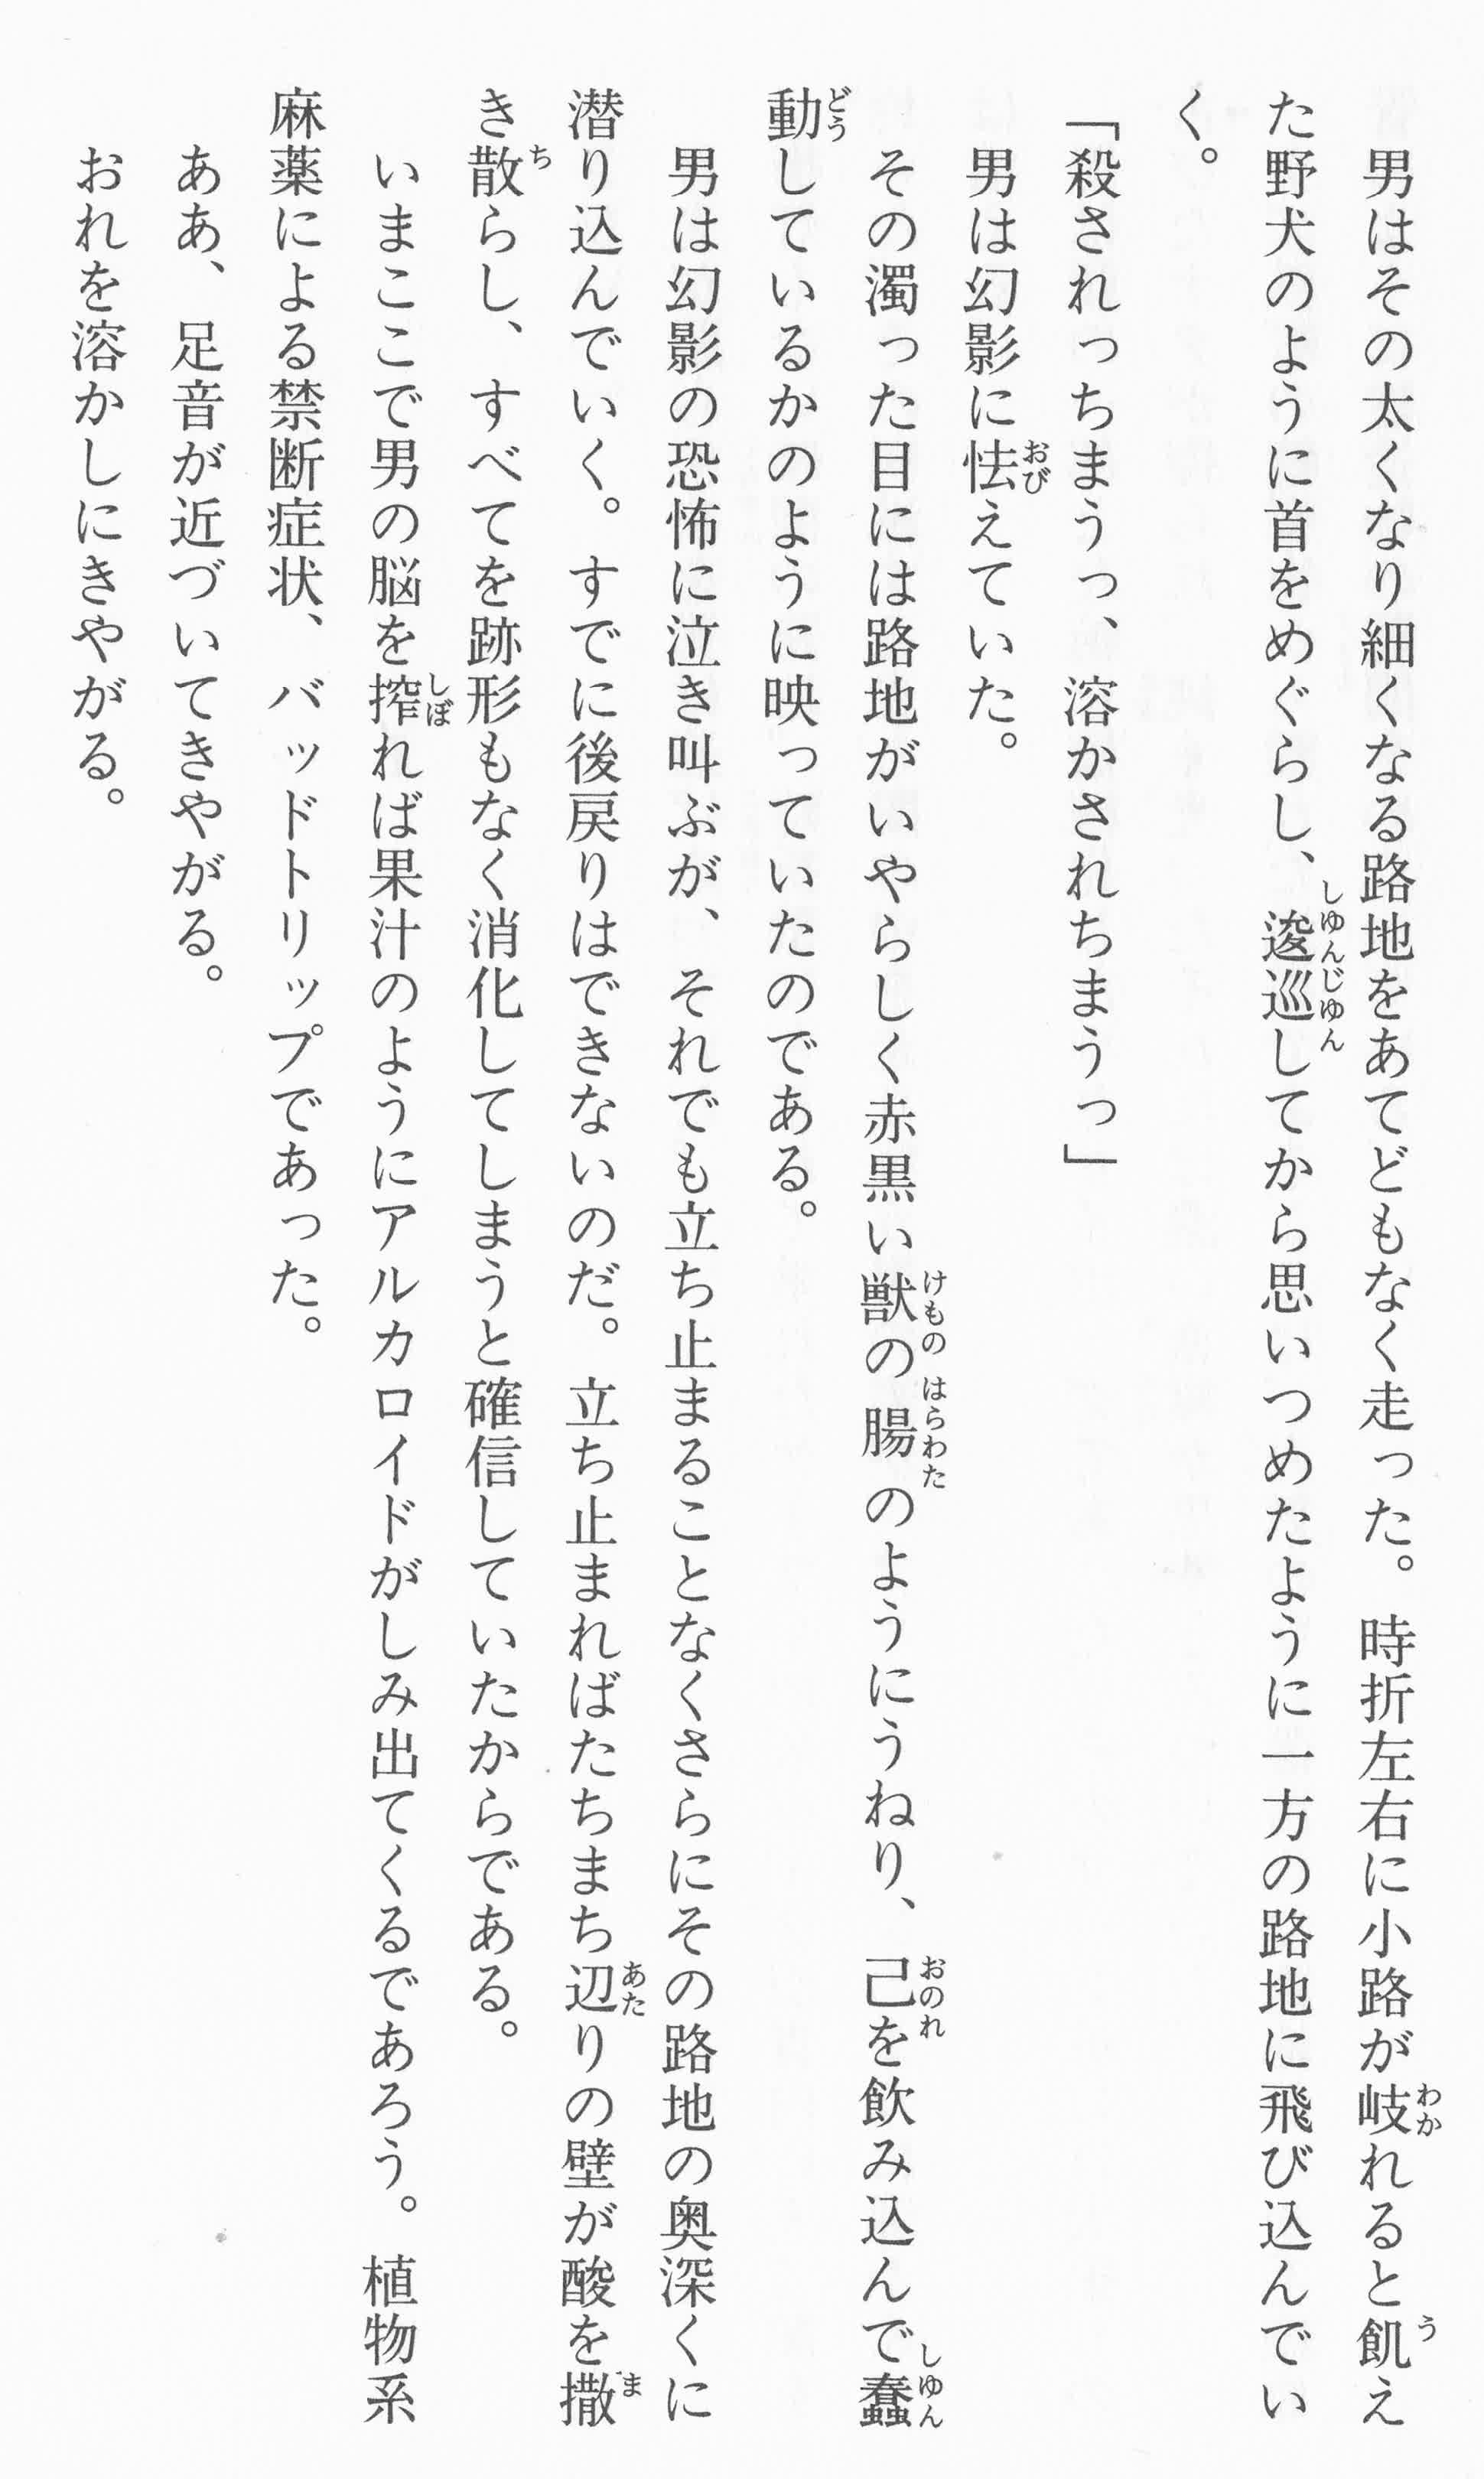 男はその太くなり細くなる路地をあてどもなく走った。時折左右に小路が岐れると飢え
た野犬のように首をめぐらし、逡巡してから思いつめたように一方の路地に飛び込んでい
く。
「殺されっちまうっ、溶かされちまうっ」
男は幻影に怯えていた。
その濁った目には路地がいやらしく赤黒い獣の腸のようにうねり、己を飲み込んで蠢
動しているかのように映っていたのである。
男は幻影の恐怖に泣き叫ぶが、それでも立ち止まることなくさらにその路地の奥深くに
潜り込んでいく。すでに後戻りはできないのだ。立ち止まればたちまち辺りの壁が酸を撒
き散らし、すべてを跡形もなく消化してしまうと確信していたからである。
いまここで男の脳を搾れば果汁のようにアルカロイドがしみ出てくるであろう。植物系
麻薬による禁断症状、バッドトリップであった。
ああ、足音が近づいてきやがる。
おれを溶かしにきやがる。